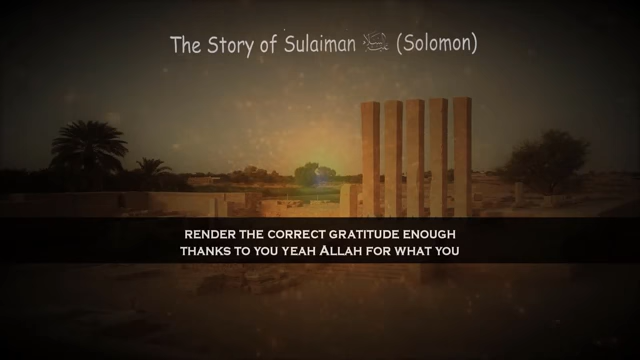 The Story of Sulaiman (Solomon)
RENDER THE CORRECT GRATITUDE ENOUGH
THANKS TO YOU YEAH ALLAH FOR WHAT YOU